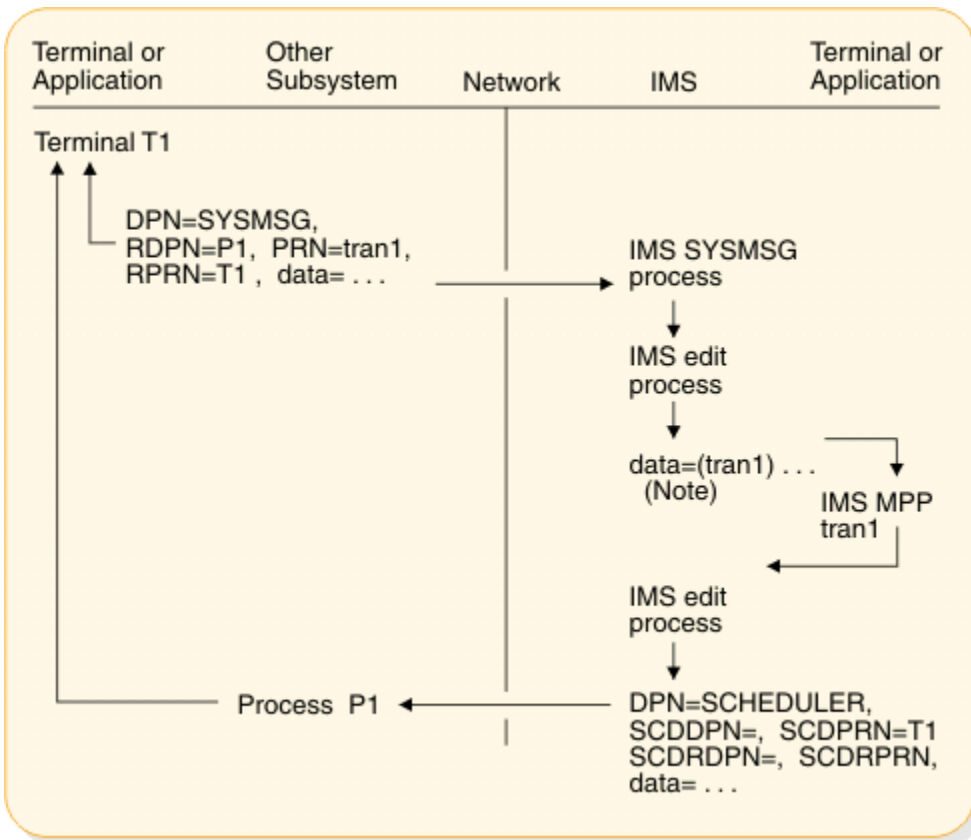 Terminal or
Application
Other
Subsystem
Network
IMS
Terminal or
Application
Terminal T1
DPN=SYSMSG,
RDPN=P1, PRN=tran1,
RPRN=T1 , data= . . .
IMS SYSMSG
process
IMS edit
process
data=(tran1) . . .
(Note)
IMS MPP
tran1
IMS edit
process
Process P1
DPN=SCHEDULER,
SCDDPN=, SCDPRN=T1
SCDRDPN=, SCDRPRN,
data= . . .